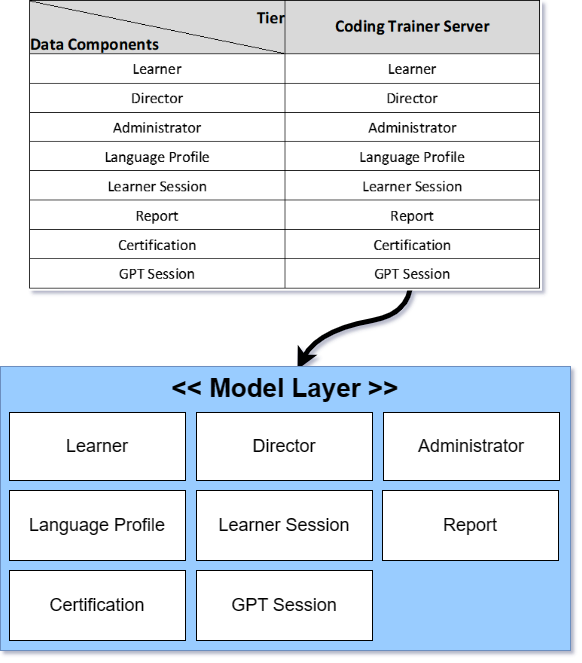 Tier
Data Components
Coding Trainer Server
Learner Learner
Director Director
Administrator Administrator
Language Profile Language Profile
Learner Session Learner Session
Report Report
Certification Certification
GPT Session GPT Session
<< Model Layer >>
Learner Director Administrator
Language Profile Learner Session Report
Certification GPT Session